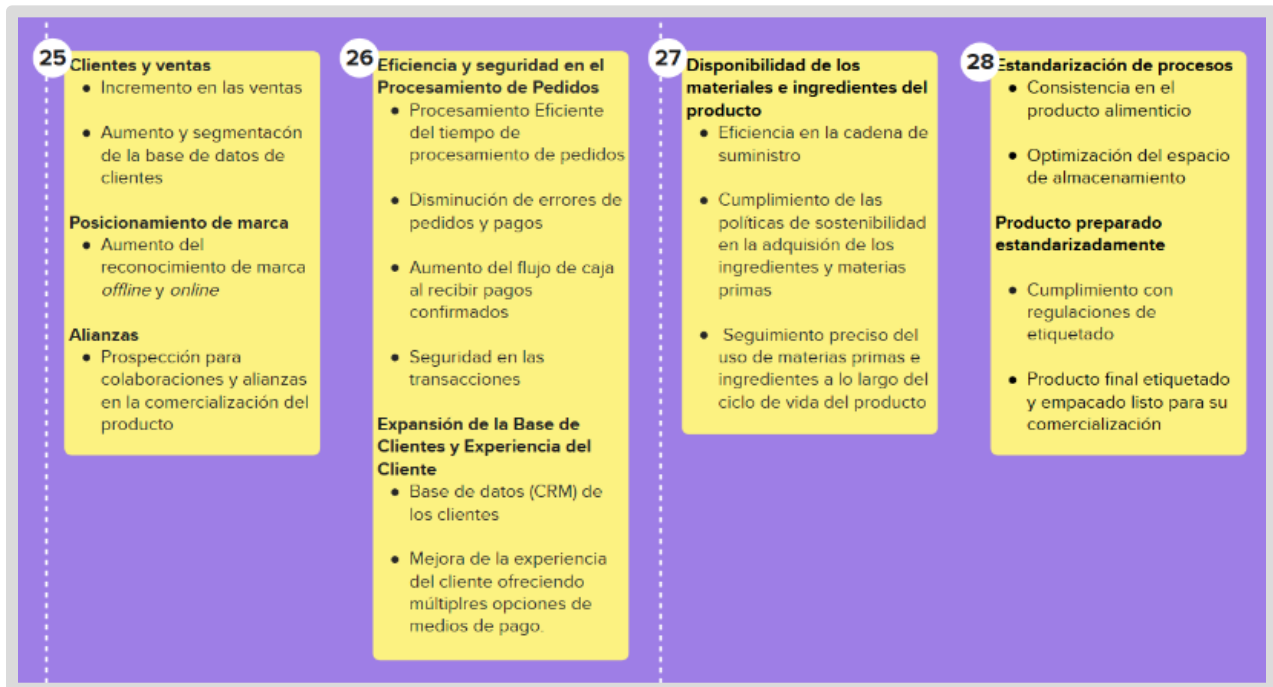 25
Clientes y ventas
● Incremento en las ventas
● Aumento y segmentacón
de la base de datos de
clientes
Posicionamiento de marca
● Aumento del
reconocimiento de marca
offline y online
Alianzas
● Prospección para
colaboraciones y alianzas
en la comercialización del
producto
26
Eficiencia y seguridad en el
Procesamiento de Pedidos
● Procesamiento Eficiente
del tiempo de
procesamiento de pedidos
● Disminución de errores de
pedidos y pagos
● Aumento del flujo de caja
al recibir pagos
confirmados
● Seguridad en las
transacciones
Expansión de la Base de
Clientes y Experiencia del
Cliente
● Base de datos (CRM) de
los clientes
● Mejora de la experiencia
del cliente ofreciendo
múltiplres opciones de
medios de pago.
27
Disponibilidad de los
materiales e ingredientes del
producto
● Eficiencia en la cadena de
suministro
● Cumplimiento de las
políticas de sostenibilidad
en la adquisión de los
ingredientes y materias
primas
● Seguimiento preciso del
uso de materias primas e
ingredientes a lo largo del
ciclo de vida del producto
28
Estandarización de procesos
● Consistencia en el
producto alimenticio
● Optimización del espacio
de almacenamiento
Producto preparado
estandarizadamente
● Cumplimiento con
regulaciones de
etiquetado
● Producto final etiquetado
y empacado listo para su
comercialización